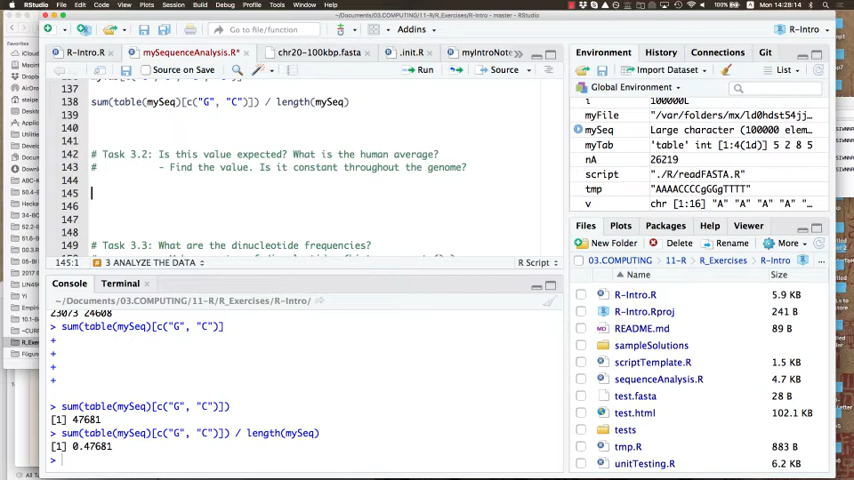 RStudio File Edit Code View Plots Session Build Debug Profile Tools Window Help Mon 14:28:14
~/Documents/03.COMPUTING/11-R/R_Exercises/R-Intro - master - RStudio
Go to file/function Addins R-Intro
R-Intro.R mySequenceAnalysis.R* chr20-100kbp.fasta .init.R myIntroNote
Source on Save Run Source
137
138 sum(table(mySeq)[c("G", "C")]) / length(mySeq)
139
140
141
142 # Task 3.2: Is this value expected? What is the human average?
143 # - Find the value. Is it constant throughout the genome?
144
145
146
147
148
149 # Task 3.3: What are the dinucleotide frequencies?
145:1 3 ANALYZE THE DATA R Script
Console Terminal
~/Documents/03.COMPUTING/11-R/R_Exercises/R-Intro/
23073 24608
> sum(table(mySeq)[c("G", "C")]
+
+
+
+
> sum(table(mySeq)[c("G", "C")])
[1] 47681
> sum(table(mySeq)[c("G", "C")]) / length(mySeq)
[1] 0.47681
>
Environment History Connections Git
Import Dataset List
Global Environment
i 100000L
myFile "/var/folders/mx/ld0hdst54jj…
mySeq Large character (100000 elem…
myTab 'table' int [1:4(1d)] 5 2 8 5
nA 26219
script "./R/readFASTA.R"
tmp "AAAACCCCgGGgTTTT"
v chr [1:16] "A" "A" "A" "A" …
Files Plots Packages Help Viewer
New Folder Delete Rename More
03.COMPUTING 11-R R_Exercises R-Intro ...
Name Size
R-Intro.R 5.9 KB
R-Intro.Rproj 241 B
README.md 89 B
sampleSolutions
scriptTemplate.R 1.5 KB
sequenceAnalysis.R 4.7 KB
test.fasta 28 B
test.html 102.1 KB
tests
tmp.R 883 B
unitTesting.R 6.2 KB